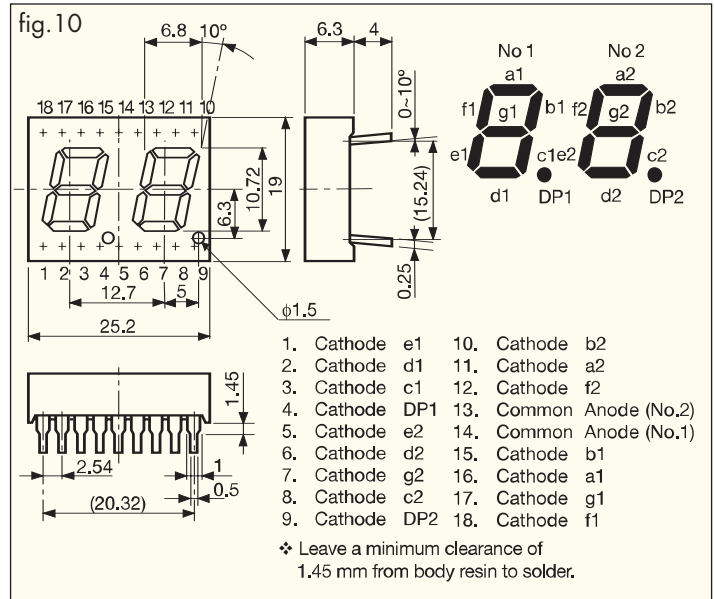 fig.10
6.8 10°
6.3 4
18 17 16 15 14 13 12 11 10
10.72
19
6.3
1 2 3 4 5 6 7 8 9
12.7 5
25.2
φ1.5
0~10°
(15.24)
0.25
No 1 No 2
a1 a2
f1 g1 b1 f2 g2 b2
e1 c1 e2 c2
d1 DP1 d2 DP2
1.45
2.54
1
0.5
(20.32)
1. Cathode e1 10. Cathode b2
2. Cathode d1 11. Cathode a2
3. Cathode c1 12. Cathode f2
4. Cathode DP1 13. Common Anode (No.2)
5. Cathode e2 14. Common Anode (No.1)
6. Cathode d2 15. Cathode b1
7. Cathode g2 16. Cathode a1
8. Cathode c2 17. Cathode g1
9. Cathode DP2 18. Cathode f1
❖ Leave a minimum clearance of
1.45 mm from body resin to solder.